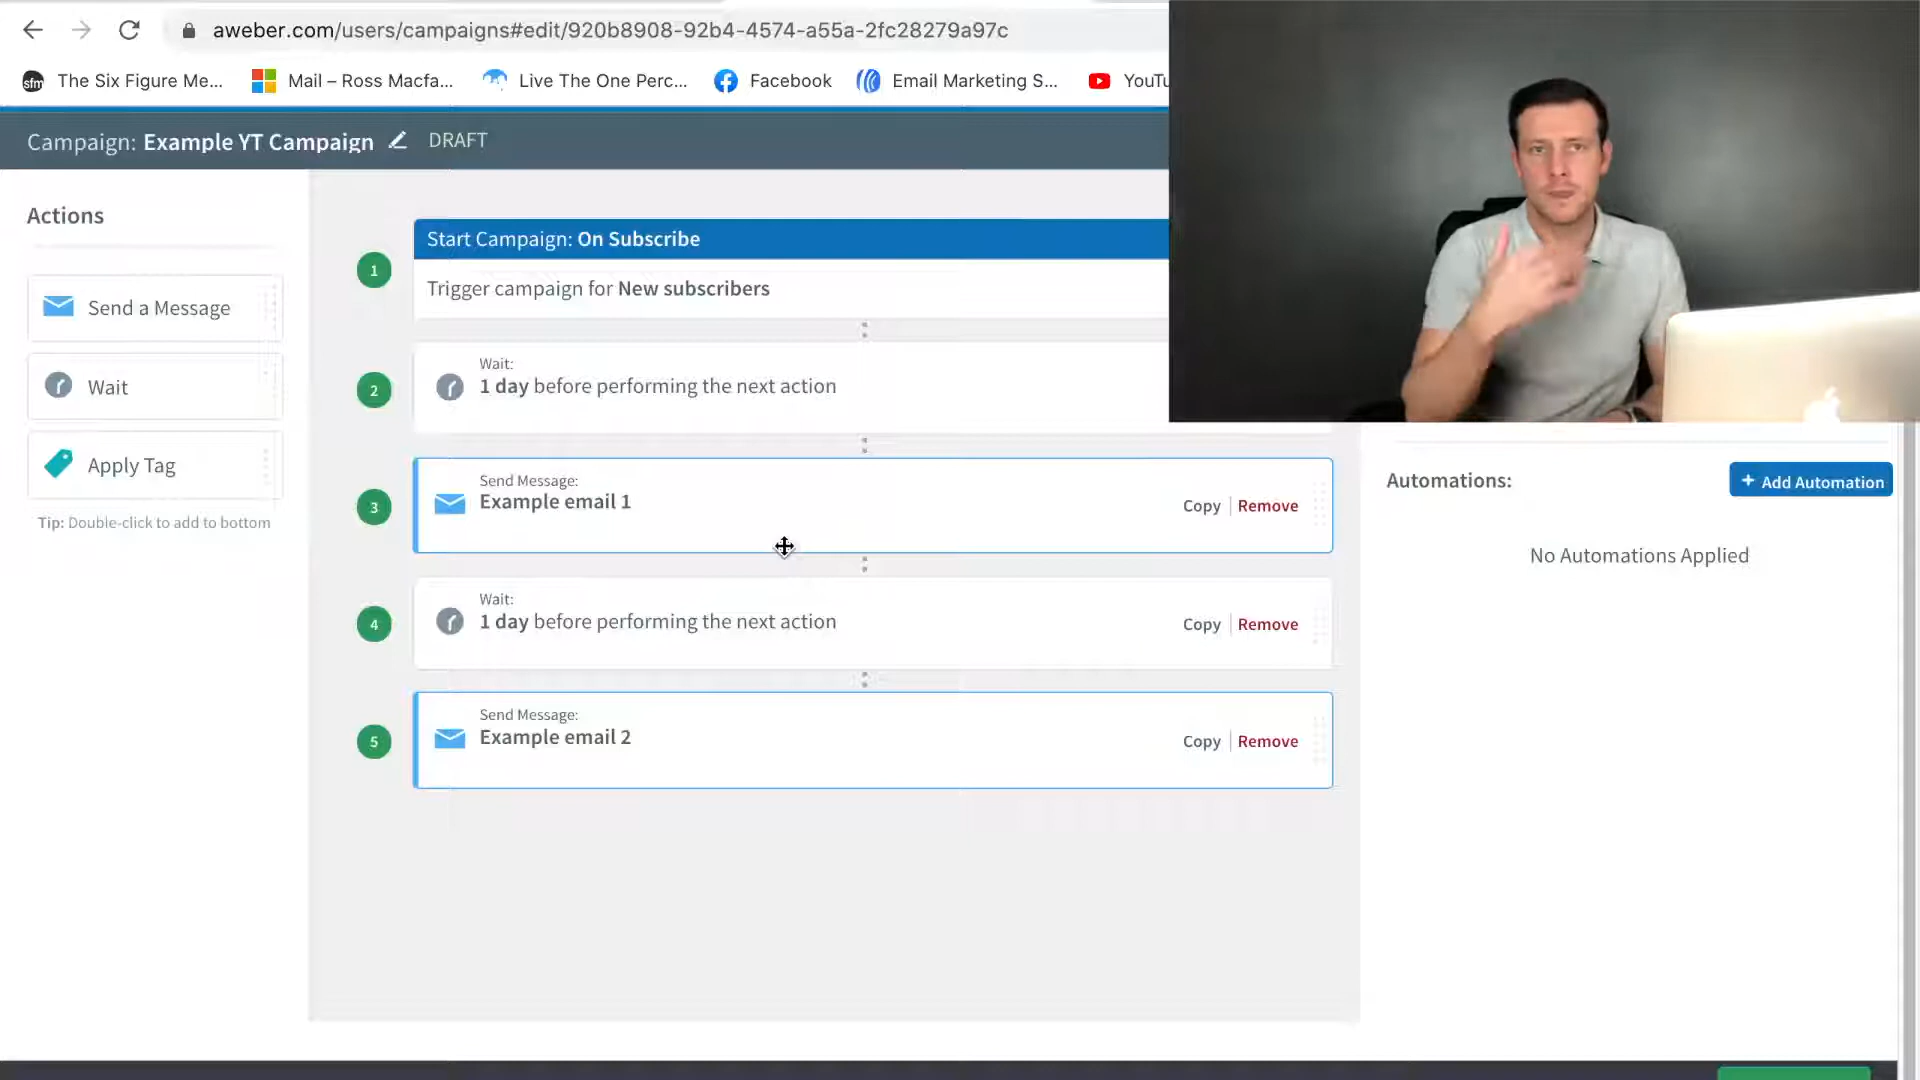 aweber.com/users/campaigns#edit/920b8908-92b4-4574-a55a-2fc28279a97c
sfm The Six Figure Me... Mail – Ross Macfa... Live The One Perc... Facebook Email Marketing S... YouTu
Campaign: Example YT Campaign DRAFT
Actions
Send a Message
Wait
Apply Tag
Tip: Double-click to add to bottom
1
Start Campaign: On Subscribe
Trigger campaign for New subscribers
2
Wait:
1 day before performing the next action
3
Send Message:
Example email 1
Copy | Remove
4
Wait:
1 day before performing the next action
Copy | Remove
5
Send Message:
Example email 2
Copy | Remove
Automations:
+ Add Automation
No Automations Applied